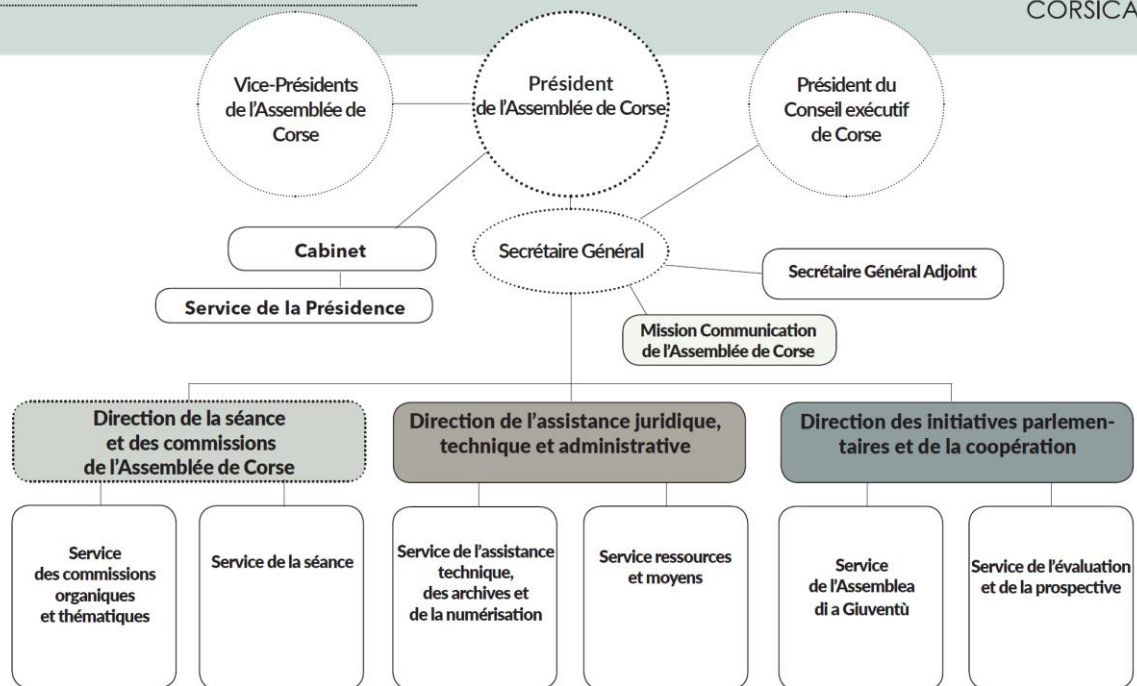 CORSICA
Vice-Présidents
de l'Assemblée de
Corse
Président
de l'Assemblée de Corse
Président du
Conseil exécutif
de Corse
Cabinet
Secrétaire Général
Secrétaire Général Adjoint
Service de la Présidence
Mission Communication
de l'Assemblée de Corse
Direction de la séance
et des commissions
de l'Assemblée de Corse
Direction de l'assistance juridique,
technique et administrative
Direction des initiatives parlemen-
taires et de la coopération
Service
des commissions
organiques
et thématiques
Service de la séance
Service de l'assistance
technique,
des archives et
de la numérisation
Service ressources
et moyens
Service
de l'Assemblea
di a Giuventù
Service de l'évaluation
et de la prospective